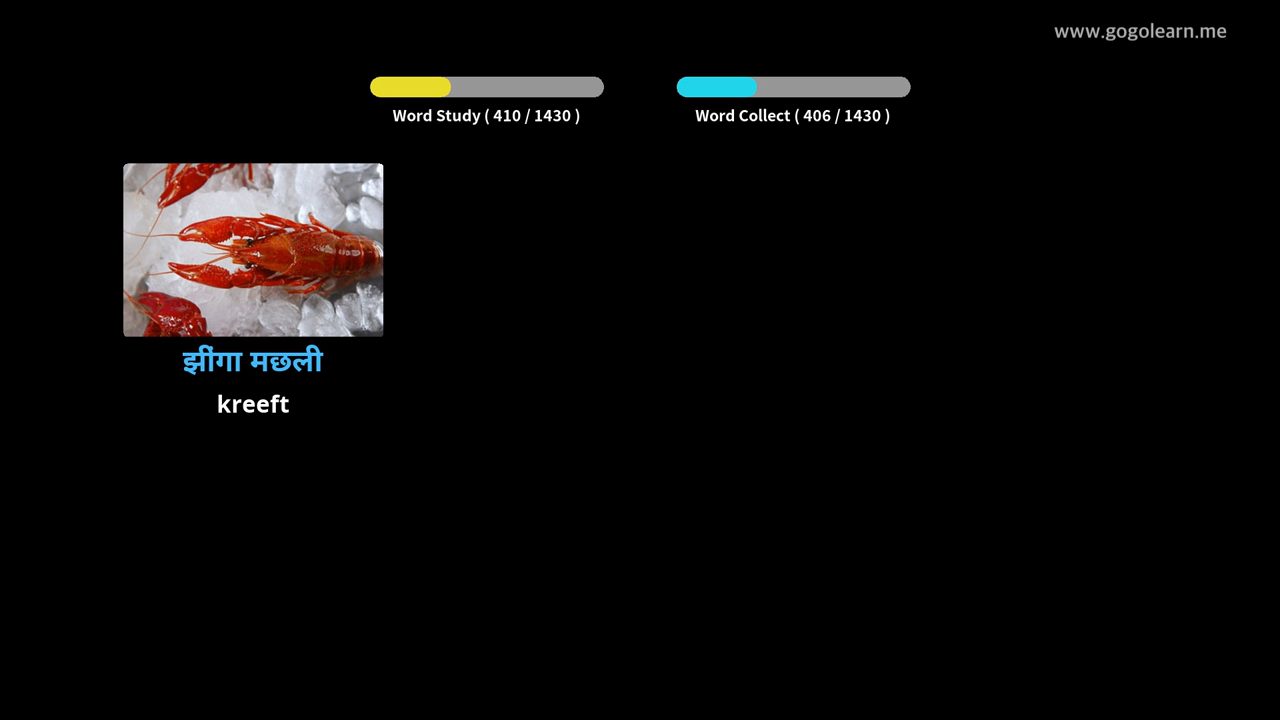 www.gogolearn.me
Word Study ( 410 / 1430 )
Word Collect ( 406 / 1430 )
झींगा मछली
kreeft